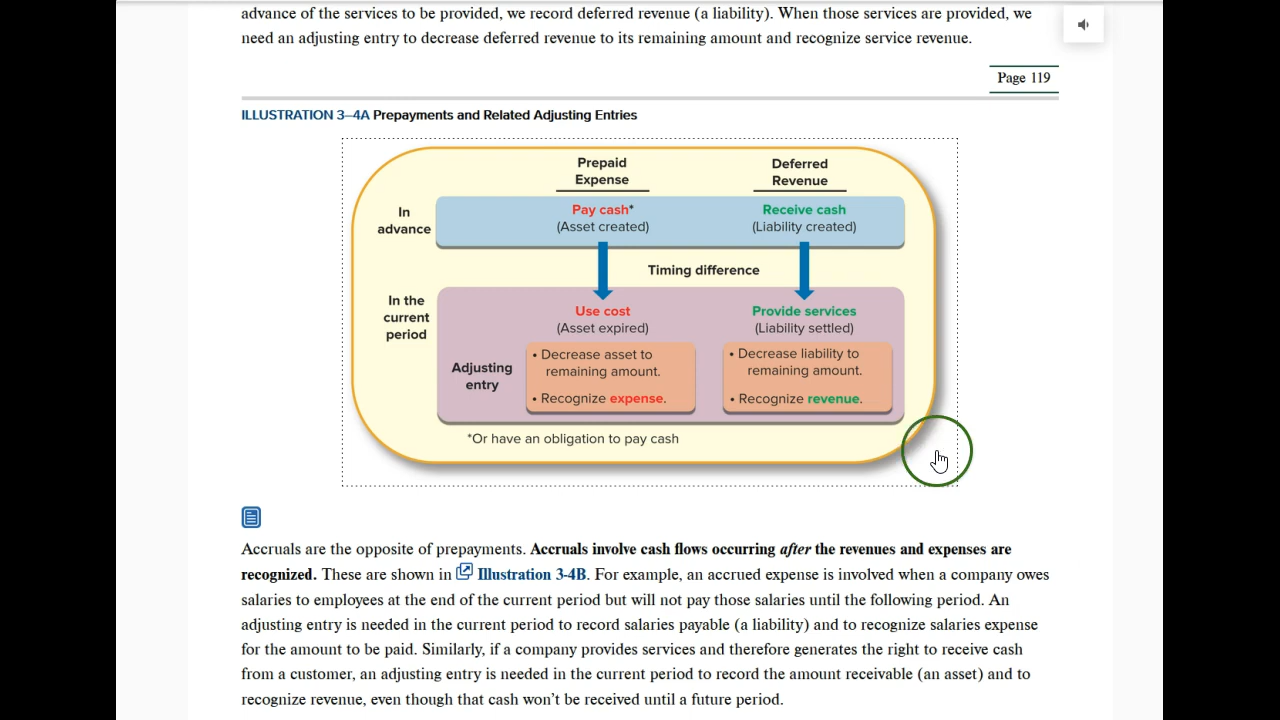 advance of the services to be provided, we record deferred revenue (a liability). When those services are provided, we
need an adjusting entry to decrease deferred revenue to its remaining amount and recognize service revenue.
Page 119
ILLUSTRATION 3–4A Prepayments and Related Adjusting Entries
Prepaid
Expense
Deferred
Revenue
In
advance
Pay cash*
(Asset created)
Receive cash
(Liability created)
Timing difference
In the
current
period
Use cost
(Asset expired)
Provide services
(Liability settled)
Adjusting
entry
• Decrease asset to
remaining amount.
• Recognize expense.
• Decrease liability to
remaining amount.
• Recognize revenue.
*Or have an obligation to pay cash
Accruals are the opposite of prepayments. Accruals involve cash flows occurring after the revenues and expenses are
recognized. These are shown in Illustration 3-4B. For example, an accrued expense is involved when a company owes
salaries to employees at the end of the current period but will not pay those salaries until the following period. An
adjusting entry is needed in the current period to record salaries payable (a liability) and to recognize salaries expense
for the amount to be paid. Similarly, if a company provides services and therefore generates the right to receive cash
from a customer, an adjusting entry is needed in the current period to record the amount receivable (an asset) and to
recognize revenue, even though that cash won’t be received until a future period.